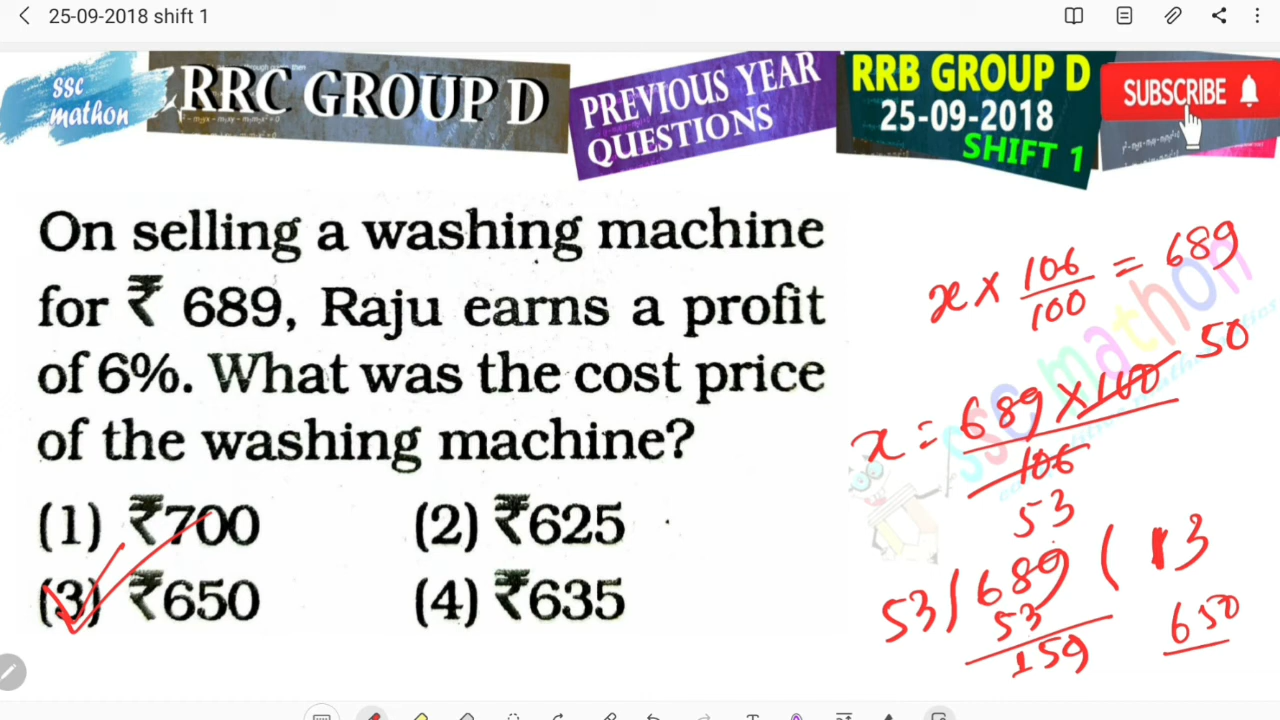 25-09-2018 shift 1
SSC mathon
RRC GROUP D
PREVIOUS YEAR
QUESTIONS
RRB GROUP D
25-09-2018
SHIFT 1
SUBSCRIBE
On selling a washing machine
for ₹ 689, Raju earns a profit
of 6%. What was the cost price
of the washing machine?
(1) ₹700 (2) ₹625
(3) ₹650 (4) ₹635
x × 106/100 = 689
x = 689 × 100 50
106
53
53 ) 689 ( 13
53
159
650
ssc mathon